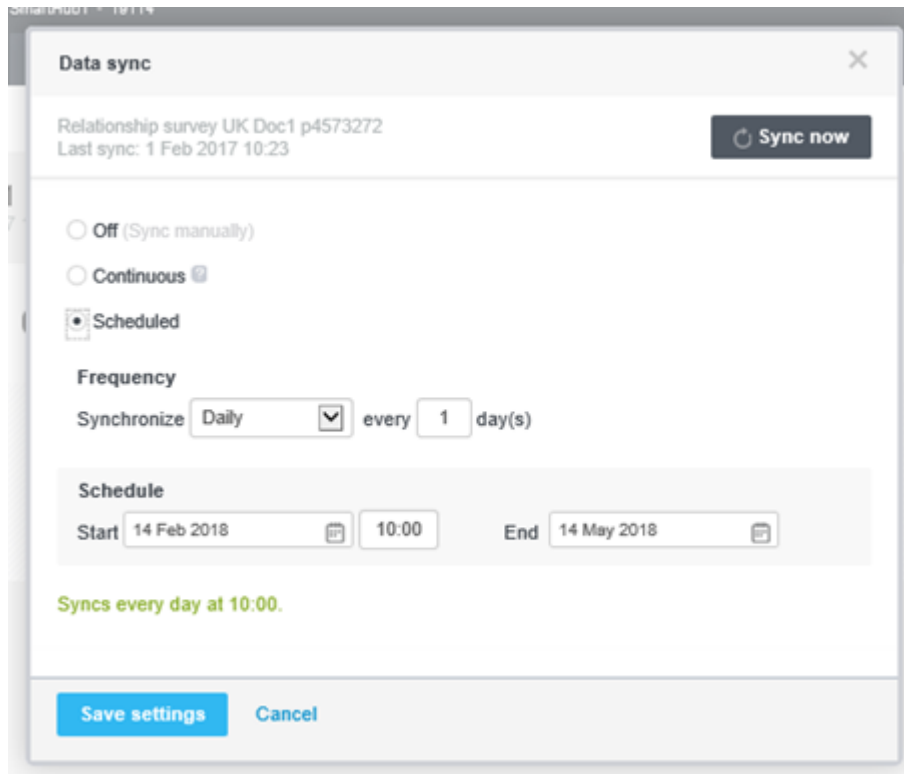 SmartHub1 - 19114
Data sync
Relationship survey UK Doc1 p4573272
Last sync: 1 Feb 2017 10:23
Sync now
Off (Sync manually)
Continuous ?
Scheduled
Frequency
Synchronize Daily every 1 day(s)
Schedule
Start 14 Feb 2018 10:00 End 14 May 2018
Syncs every day at 10:00.
Save settings Cancel